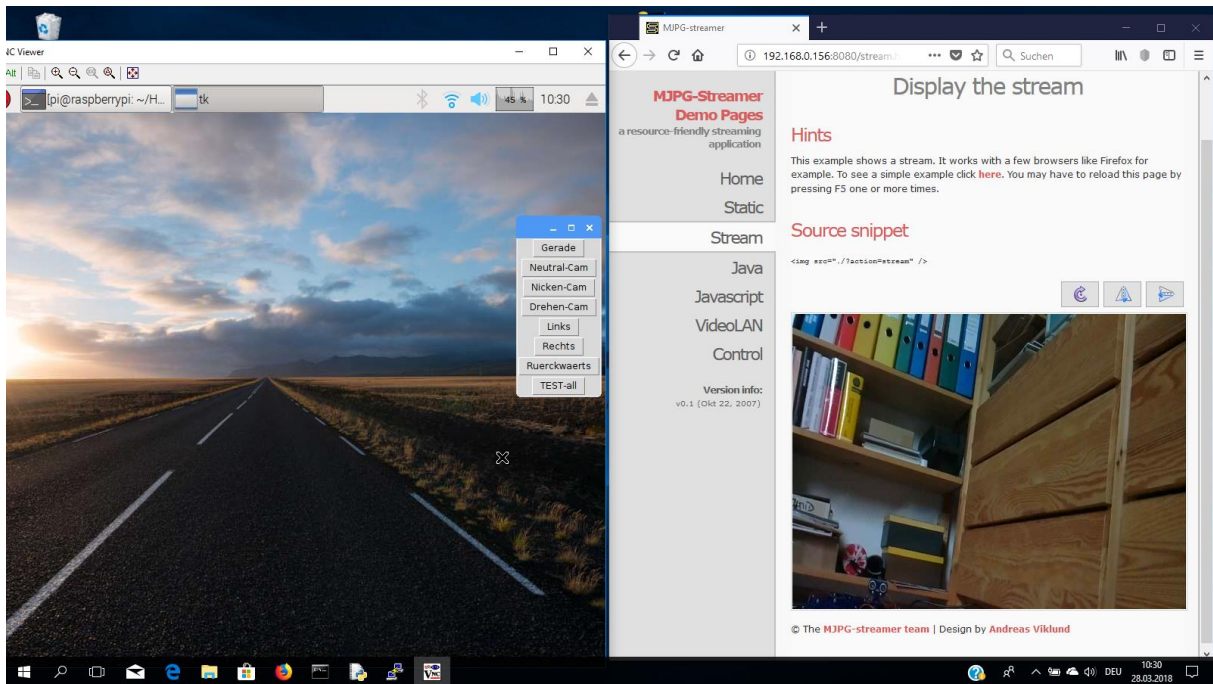 NC Viewer
Alt
[pi@raspberrypi: ~/H...
tk
45 %
10:30
Gerade
Neutral-Cam
Nicken-Cam
Drehen-Cam
Links
Rechts
Ruerckwaerts
TEST-all
MJPG-streamer
192.168.0.156:8080/stream.
Suchen
MJPG-Streamer
Demo Pages
a resource-friendly streaming
application
Home
Static
Stream
Java
Javascript
VideoLAN
Control
Version info:
v0.1 (Okt 22, 2007)
Display the stream
Hints
This example shows a stream. It works with a few browsers like Firefox for
example. To see a simple example click here. You may have to reload this page by
pressing F5 one or more times.
Source snippet
<img src="./?action=stream" />
© The MJPG-streamer team | Design by Andreas Viklund
DEU
10:30
28.03.2018